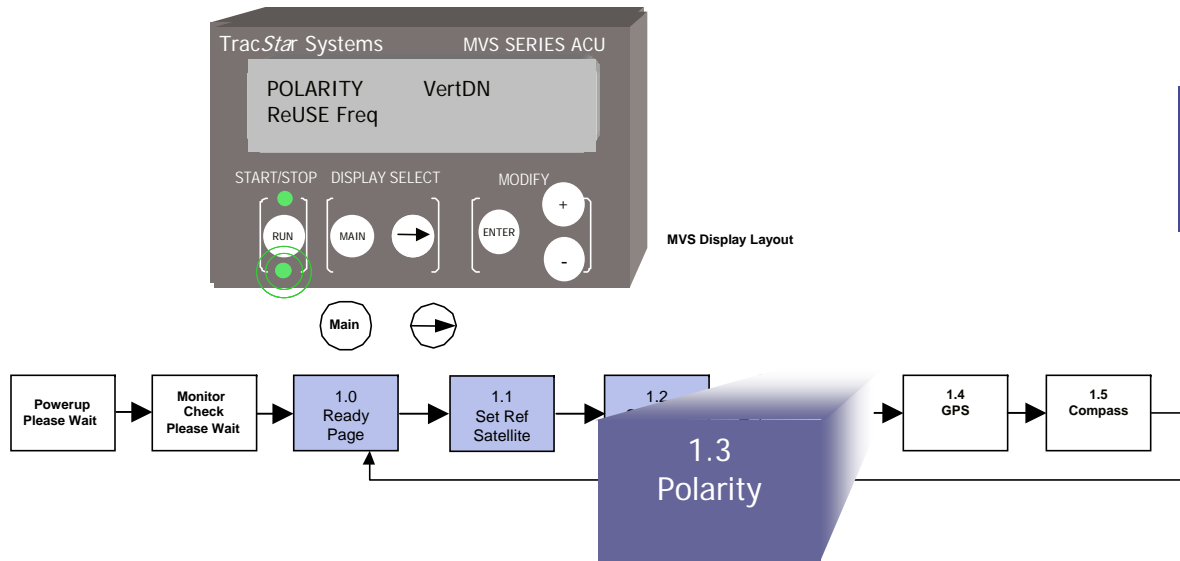 TracStar Systems MVS SERIES ACU
POLARITY VertDN
ReUSE Freq
START/STOP DISPLAY SELECT MODIFY
RUN MAIN ENTER + -
MVS Display Layout
Main
Powerup
Please Wait
Monitor
Check
Please Wait
1.0
Ready
Page
1.1
Set Ref
Satellite
1.2
1.3
Polarity
1.4
GPS
1.5
Compass